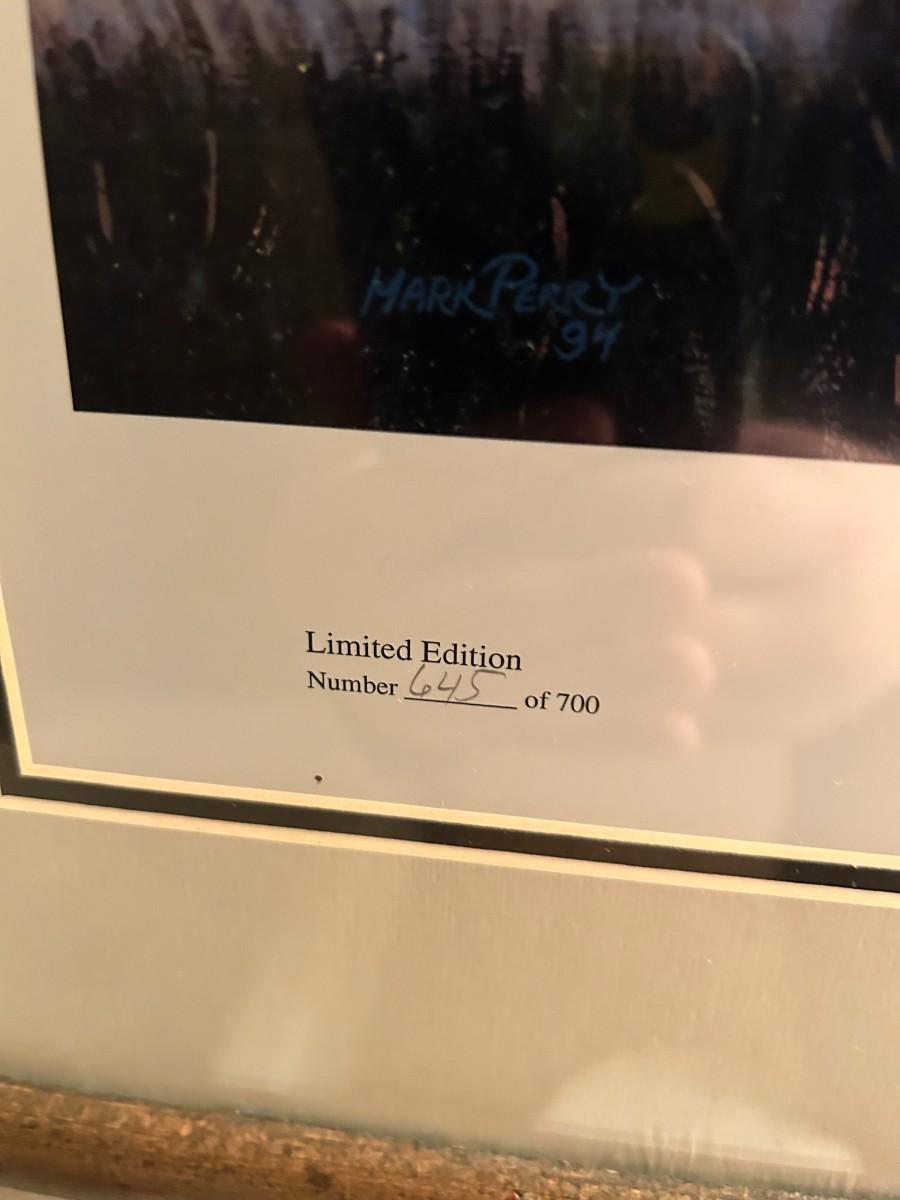 MARK PERRY
94
Limited Edition
Number 645 of 700